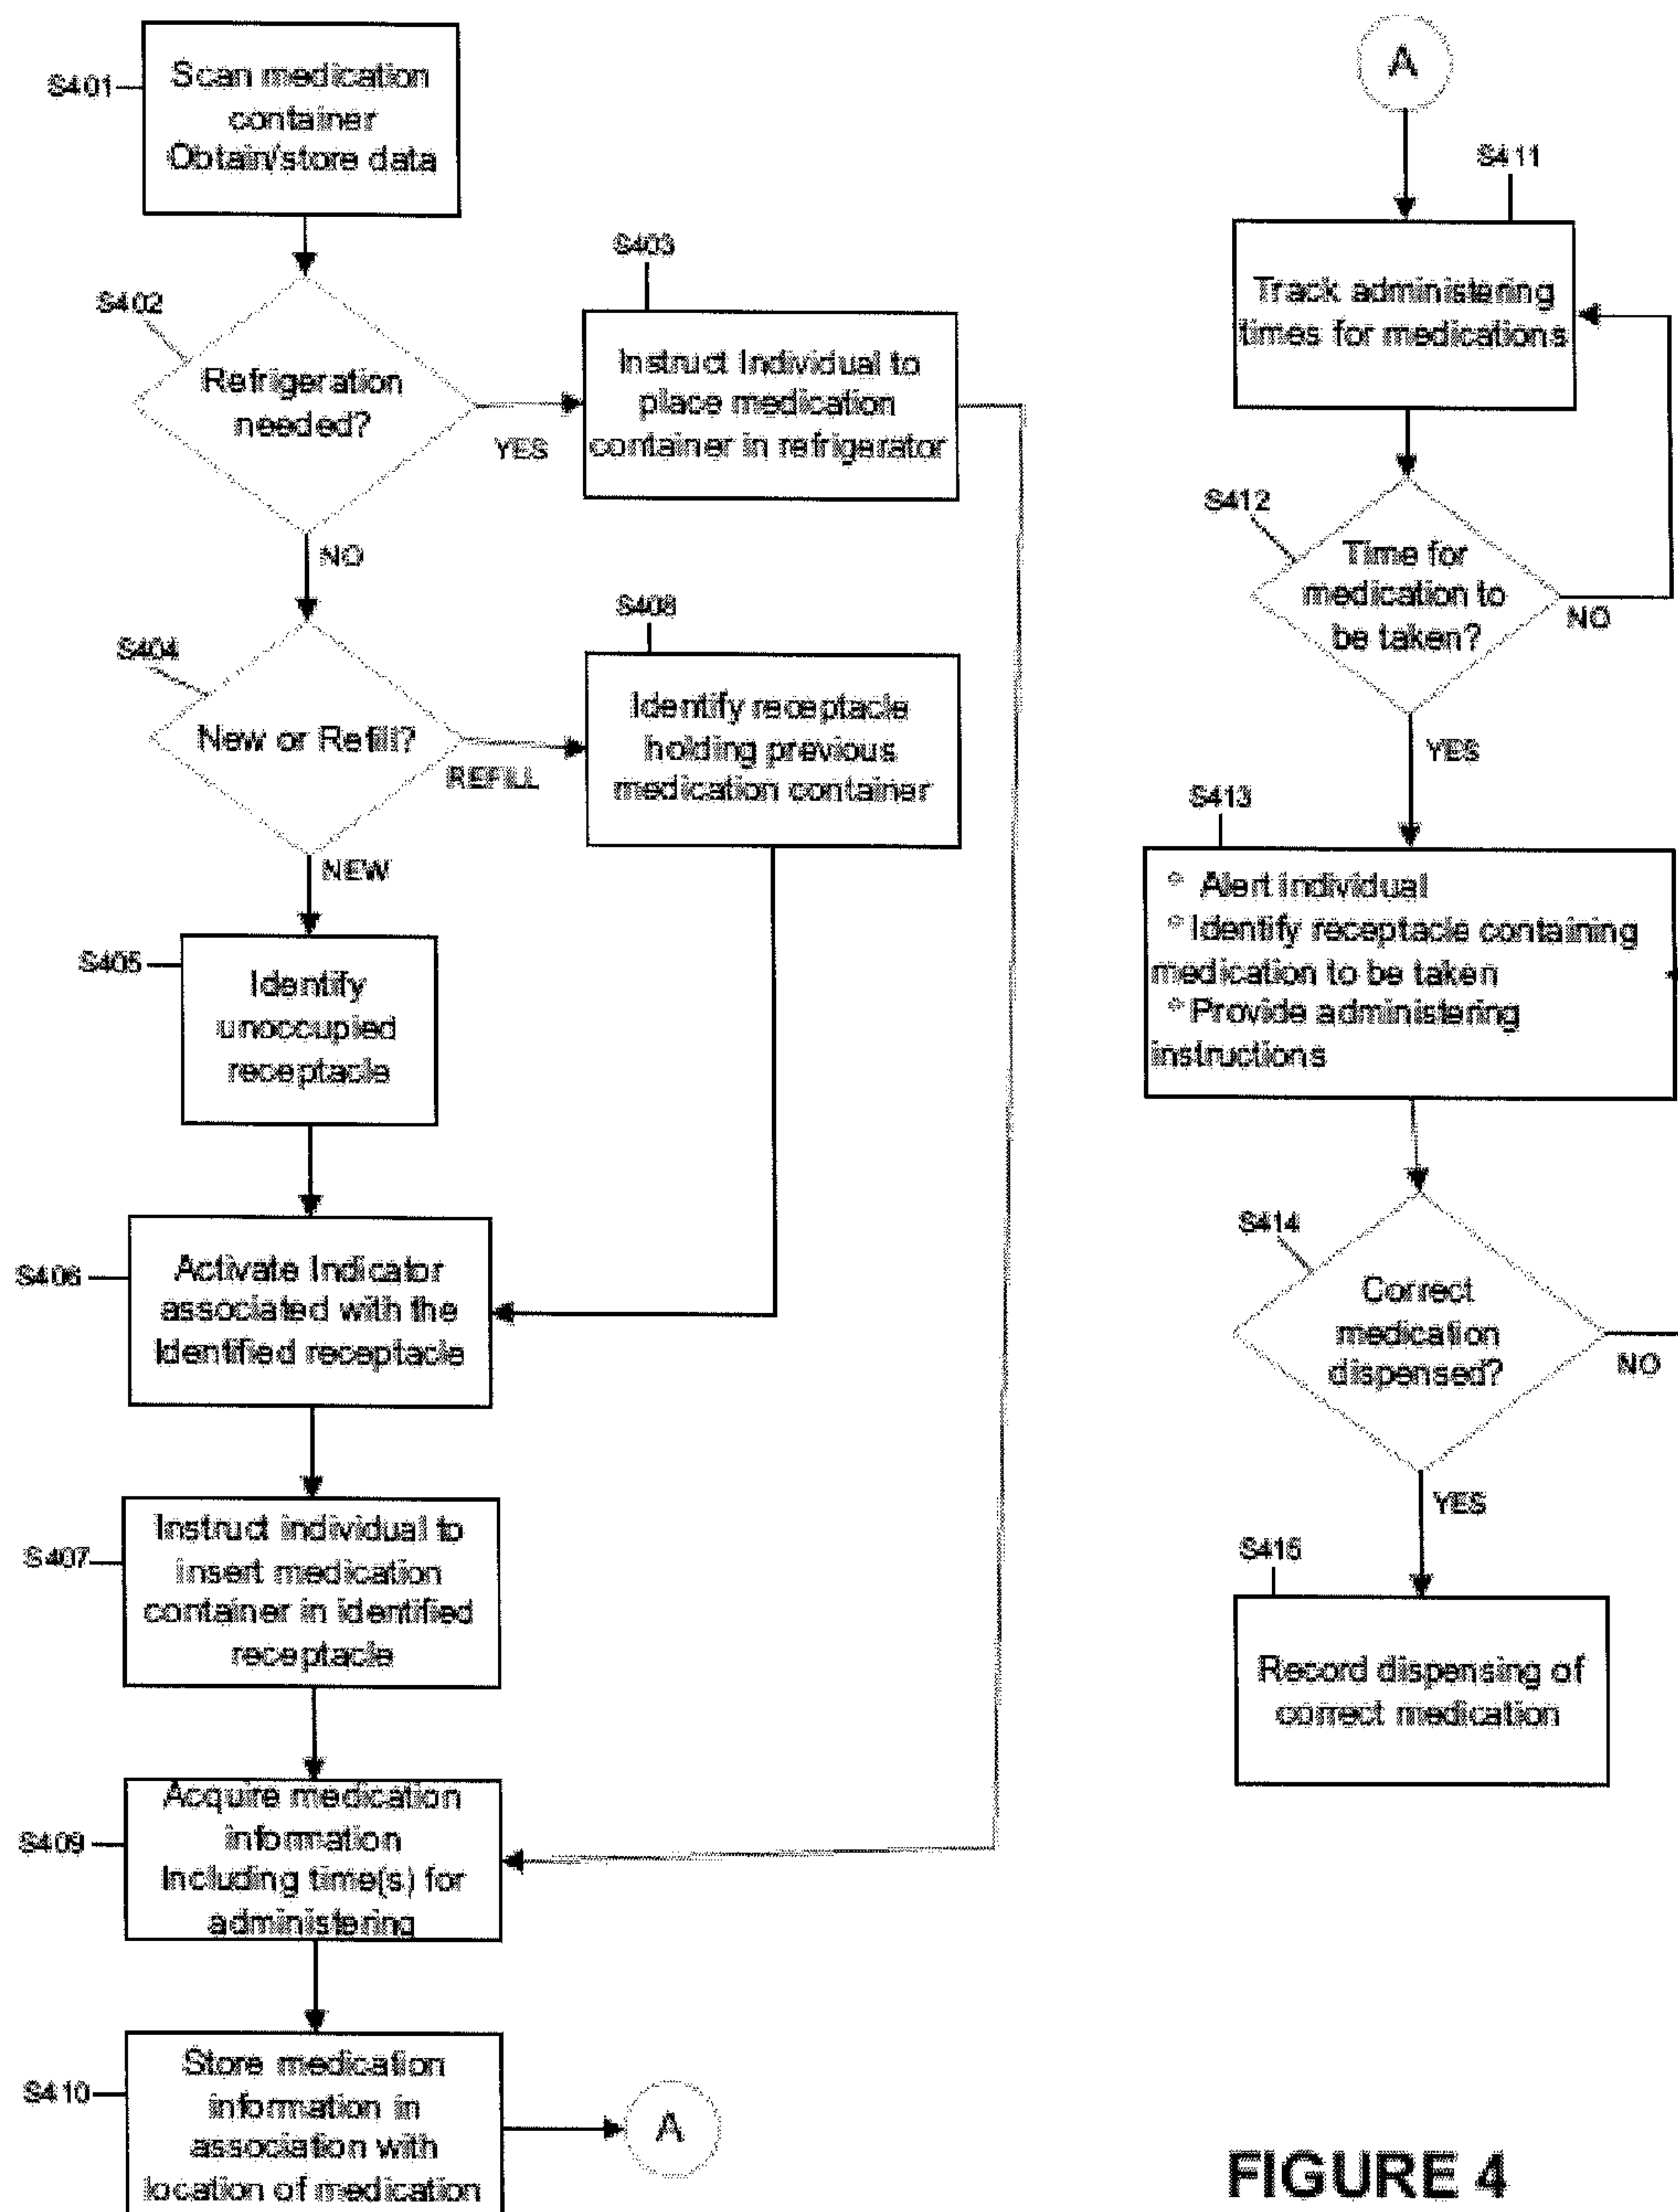 S401
Scan medication
container
Obtain/store data
S402
Refrigeration
needed?
YES
NO
S403
Instruct Individual to
place medication
container in refrigerator
S404
New or Refill?
REFILL
NEW
S408
Identify receptacle
holding previous
medication container
S405
Identify
unoccupied
receptacle
S406
Activate Indicator
associated with the
Identified receptacle
S407
Instruct individual to
insert medication
container in identified
receptacle
S409
Acquire medication
information
Including time(s) for
administering
S410
Store medication
information in
association with
location of medication
A
A
S411
Track administering
times for medications
S412
Time for
medication to
be taken?
NO
YES
S413
° Alert individual
° Identify receptacle containing
medication to be taken
° Provide administering
instructions
S414
Correct
medication
dispensed?
NO
YES
S415
Record dispensing of
correct medication
FIGURE 4